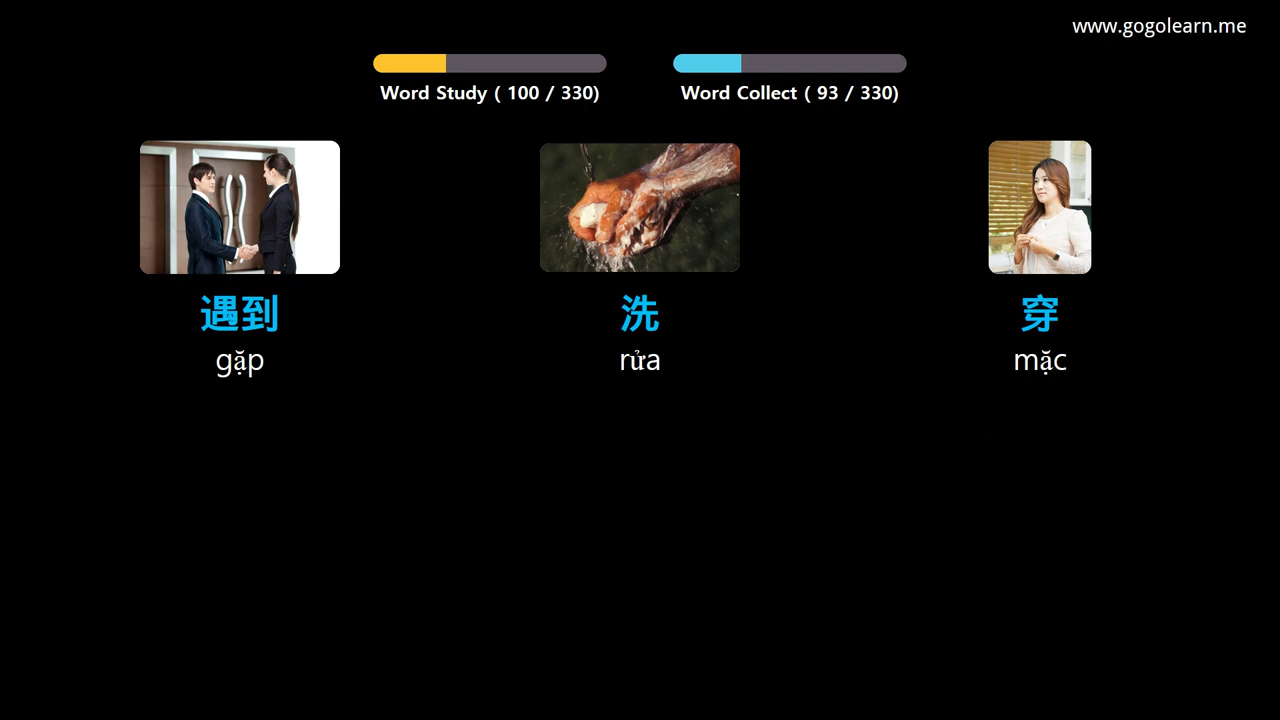 www.gogolearn.me
Word Study ( 100 / 330)
Word Collect ( 93 / 330)
遇到
洗
穿
gặp
rửa
mặc